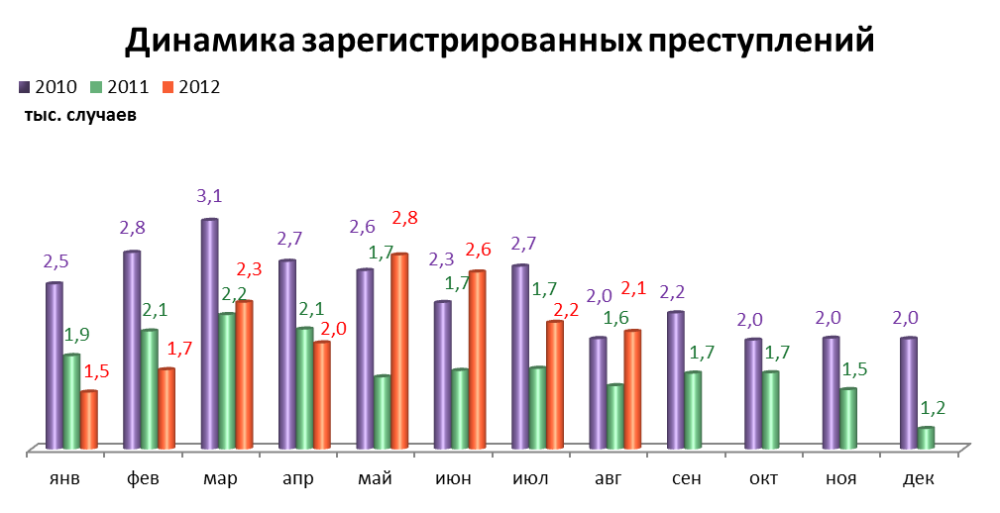 Динамика зарегистрированных преступлений
2010 2011 2012
тыс. случаев
2,5 1,9 1,5
2,8 2,1 1,7
3,1 2,2 2,3
2,7 2,1 2,0
2,6 1,7 2,8
2,3 1,7 2,6
2,7 1,7 2,2
2,0 1,6 2,1
2,2 1,7
2,0 1,7
2,0 1,5
2,0 1,2
янв фев мар апр май июн июл авг сен окт ноя дек